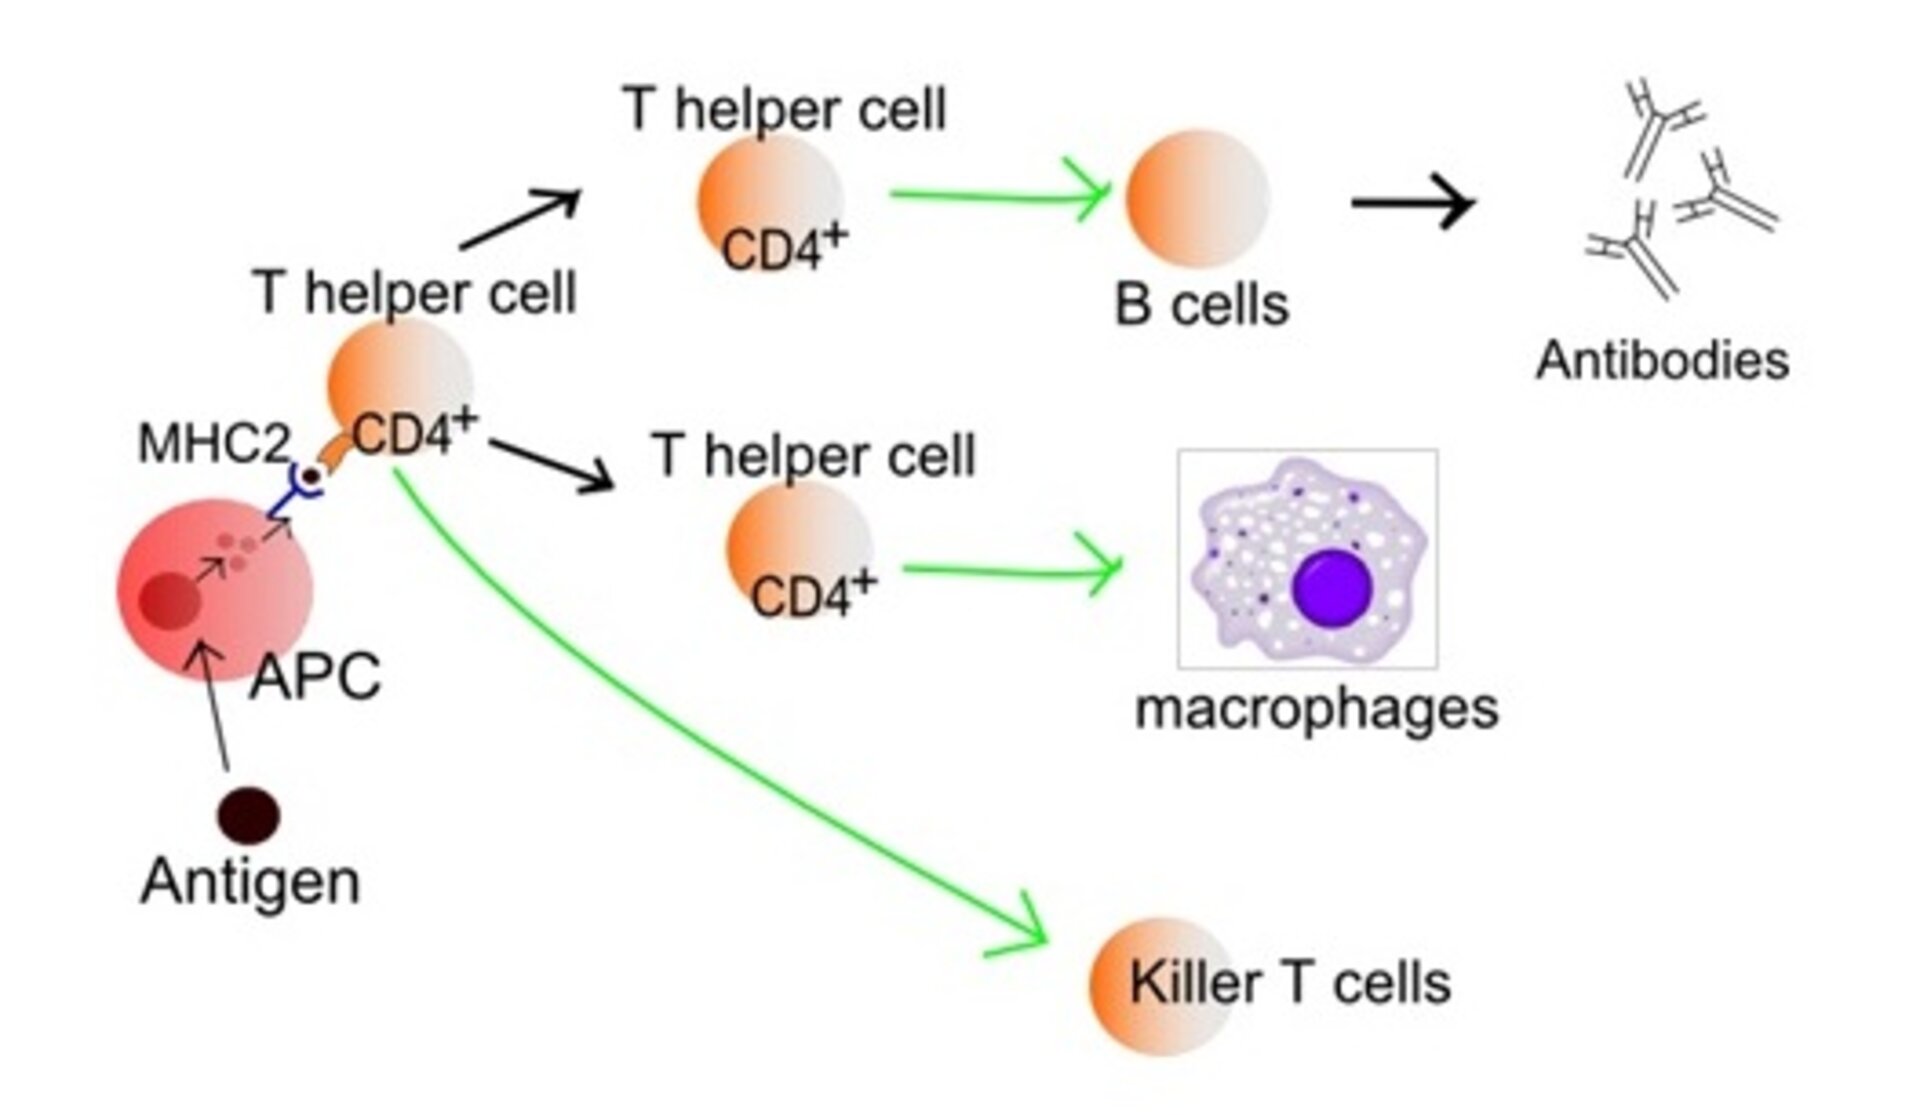 T helper cell
CD4⁺
B cells
Antibodies
T helper cell
CD4⁺
MHC2
T helper cell
CD4⁺
macrophages
APC
Antigen
Killer T cells